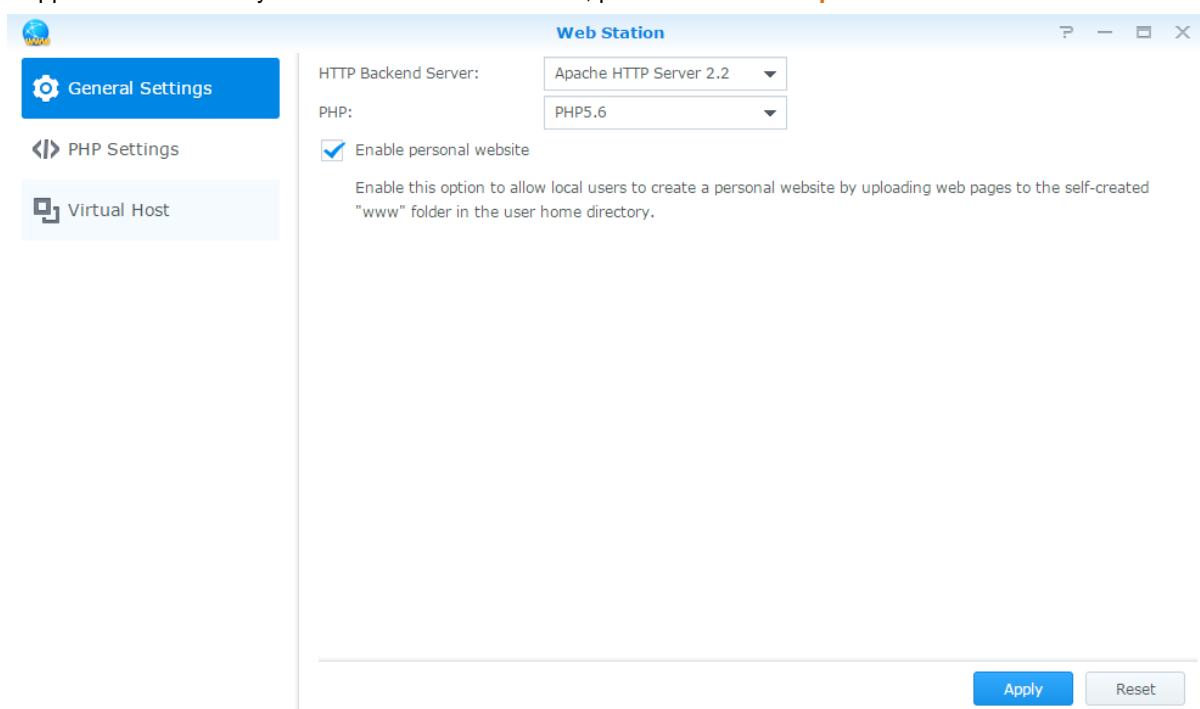 Web Station
General Settings
PHP Settings
Virtual Host
HTTP Backend Server: Apache HTTP Server 2.2
PHP: PHP5.6
Enable personal website
Enable this option to allow local users to create a personal website by uploading web pages to the self-created
"www" folder in the user home directory.
Apply Reset